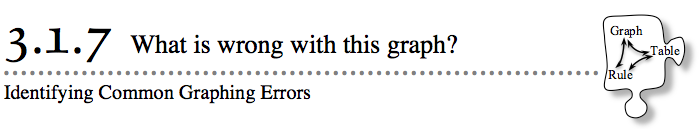 3.1.7 What is wrong with this graph?
Identifying Common Graphing Errors
Graph
Table
Rule